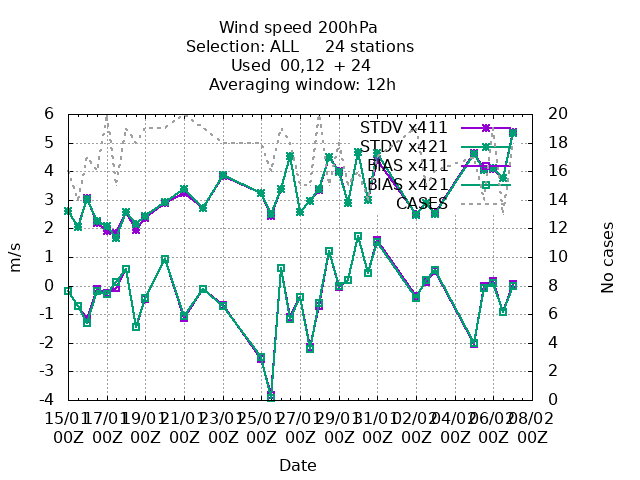 Wind speed 200hPa
Selection: ALL 24 stations
Used 00,12 + 24
Averaging window: 12h
6 20
5 18
4 16
3 14
2 12
1 10
0 8
-1 6
-2 4
-3 2
-4 0
STDV x411
STDV x421
BIAS x411
BIAS x421
CASES
m/s
No cases
15/01 17/01 19/01 21/01 23/01 25/01 27/01 29/01 31/01 02/02 04/02 06/02 08/02
00Z 00Z 00Z 00Z 00Z 00Z 00Z 00Z 00Z 00Z 00Z 00Z 00Z
Date